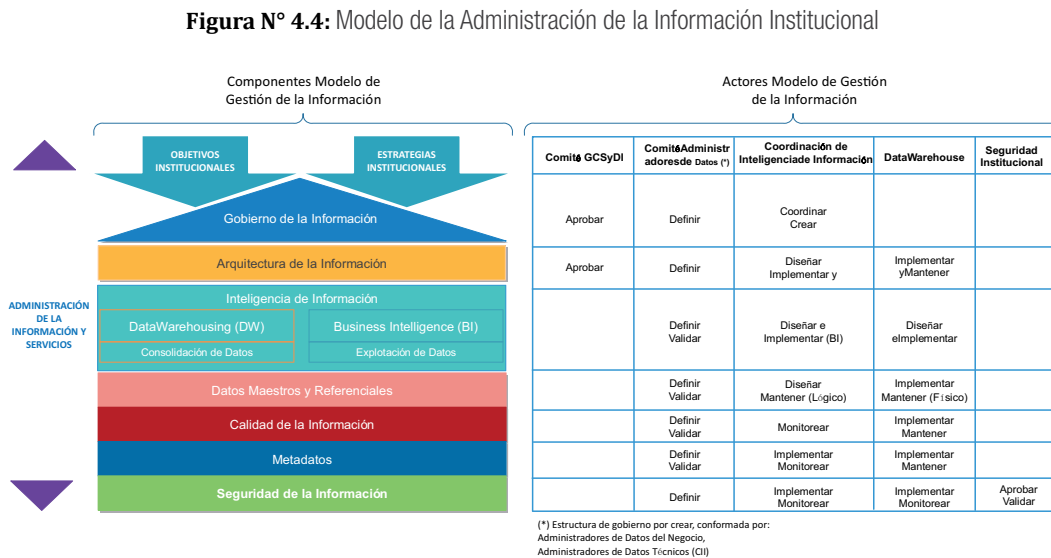 Figura N° 4.4: Modelo de la Administración de la Información Institucional
Componentes Modelo de
Gestión de la Información
OBJETIVOS
INSTITUCIONALES
ESTRATEGIAS
INSTITUCIONALES
Gobierno de la Información
Arquitectura de la Información
Inteligencia de Información
DataWarehousing (DW)
Business Intelligence (BI)
Consolidación de Datos
Explotación de Datos
Datos Maestros y Referenciales
Calidad de la Información
Metadatos
Seguridad de la Información
ADMINISTRACIÓN
DE LA
INFORMACIÓN Y
SERVICIOS
Actores Modelo de Gestión
de la Información
Comité GCSyDI
ComitéAdministr
adoresde Datos (*)
Coordinación de
Inteligenciade Información
DataWarehouse
Seguridad
Institucional
Aprobar
Definir
Coordinar
Crear
Aprobar
Definir
Diseñar
Implementar y
Implementar
yMantener
Definir
Validar
Diseñar e
Implementar (BI)
Diseñar
eImplementar
Definir
Validar
Diseñar
Mantener (Lógico)
Implementar
Mantener (Físico)
Definir
Validar
Monitorear
Implementar
Mantener
Definir
Validar
Implementar
Monitorear
Implementar
Mantener
Definir
Implementar
Monitorear
Implementar
Monitorear
Aprobar
Validar
(*) Estructura de gobierno por crear, conformada por:
Administradores de Datos del Negocio,
Administradores de Datos Técnicos (CII)